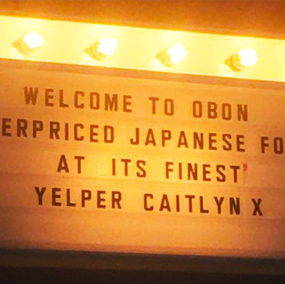 WELCOME TO OBON
ERPRICED JAPANESE FO
AT ITS FINEST'
YELPER CAITLYN X